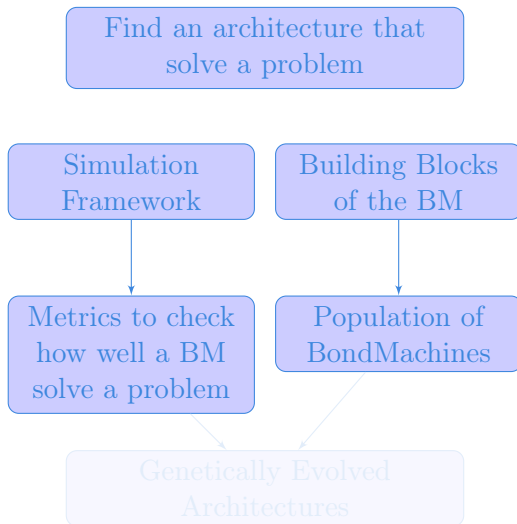 Find an architecture that
solve a problem
Simulation
Framework
Building Blocks
of the BM
Metrics to check
how well a BM
solve a problem
Population of
BondMachines
Genetically Evolved
Architectures